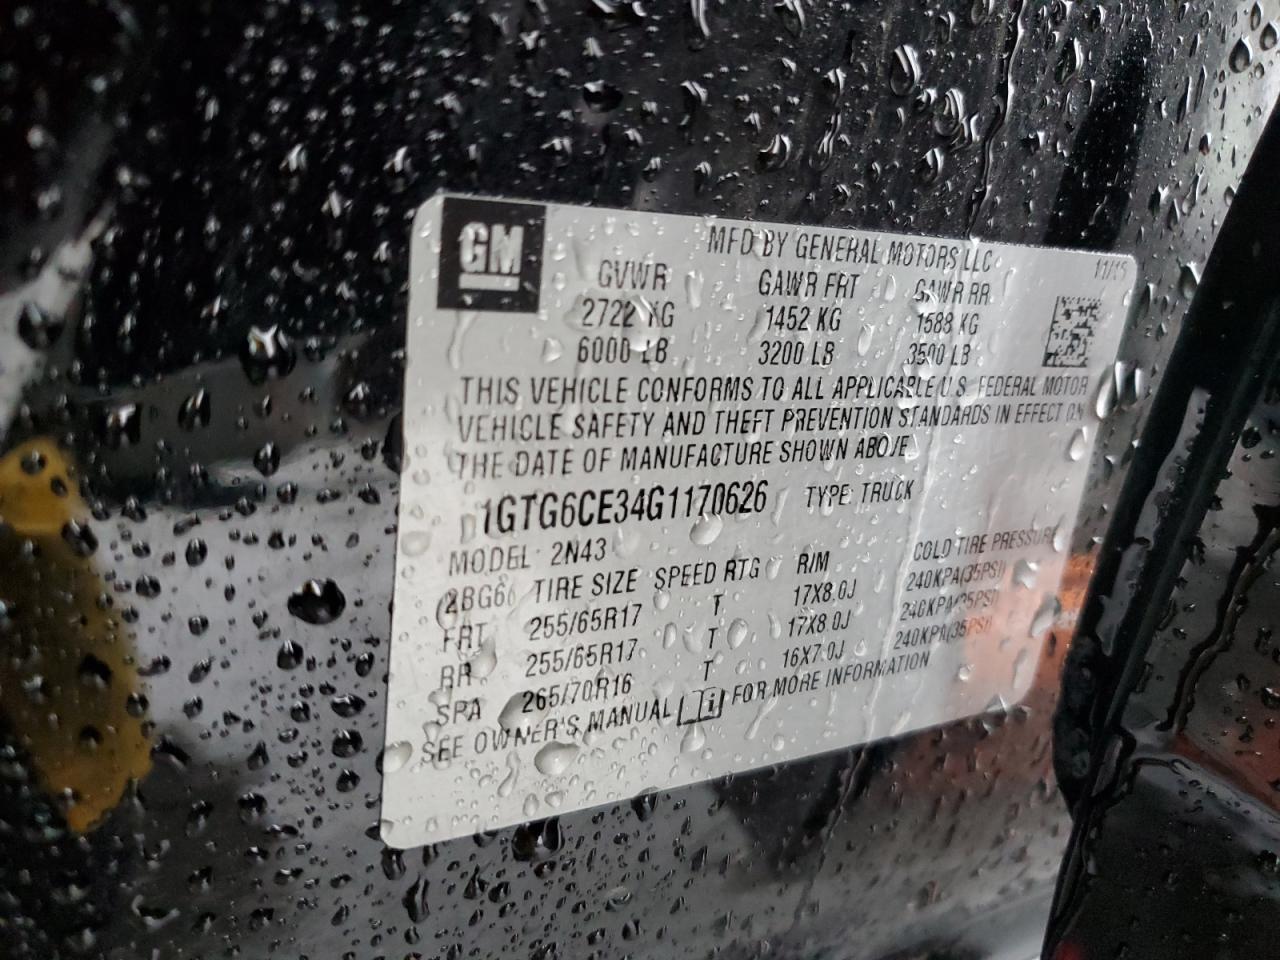 GM
MFD BY GENERAL MOTORS LLC 11/15
GVWR GAWR FRT GAWR RR
2722 KG 1452 KG 1588 KG
6000 LB 3200 LB 3500 LB
THIS VEHICLE CONFORMS TO ALL APPLICABLE U.S. FEDERAL MOTOR
VEHICLE SAFETY AND THEFT PREVENTION STANDARDS IN EFFECT ON
THE DATE OF MANUFACTURE SHOWN ABOVE
1GTG6CE34G1170626 TYPE: TRUCK
MODEL: 2N43
TIRE SIZE SPEED RTG RIM COLD TIRE PRESSURE
FRT 255/65R17 T 17X8.0J 240KPA(35PSI)
RR 255/65R17 T 17X8.0J 240KPA(35PSI)
SPA 265/70R16 T 16X7.0J 240KPA(35PSI)
SEE OWNER'S MANUAL FOR MORE INFORMATION